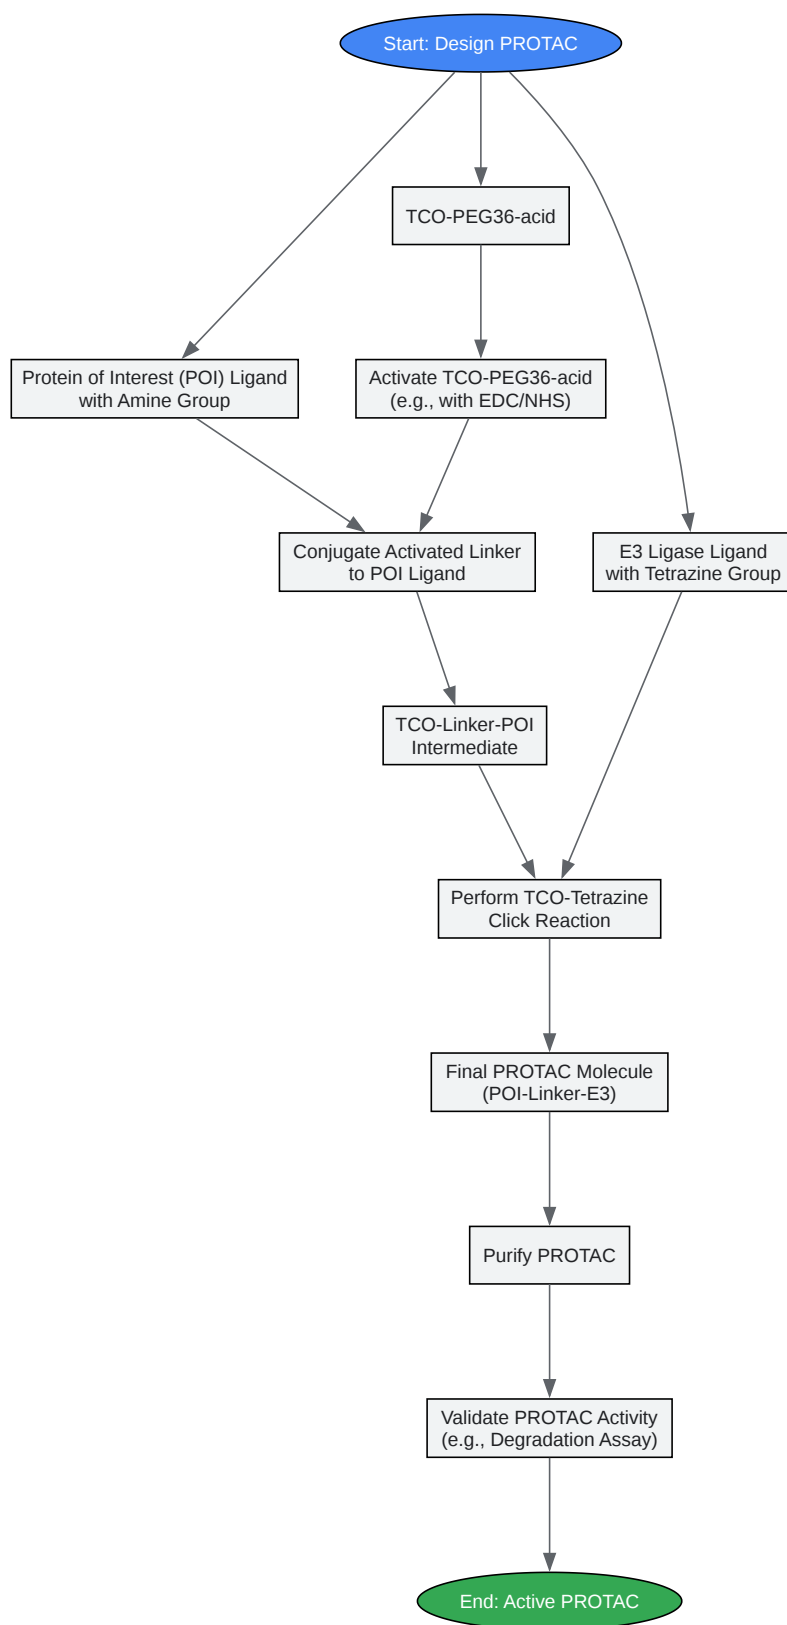 Start: Design PROTAC
TCO-PEG36-acid
Protein of Interest (POI) Ligand
with Amine Group
Activate TCO-PEG36-acid
(e.g., with EDC/NHS)
Conjugate Activated Linker
to POI Ligand
E3 Ligase Ligand
with Tetrazine Group
TCO-Linker-POI
Intermediate
Perform TCO-Tetrazine
Click Reaction
Final PROTAC Molecule
(POI-Linker-E3)
Purify PROTAC
Validate PROTAC Activity
(e.g., Degradation Assay)
End: Active PROTAC